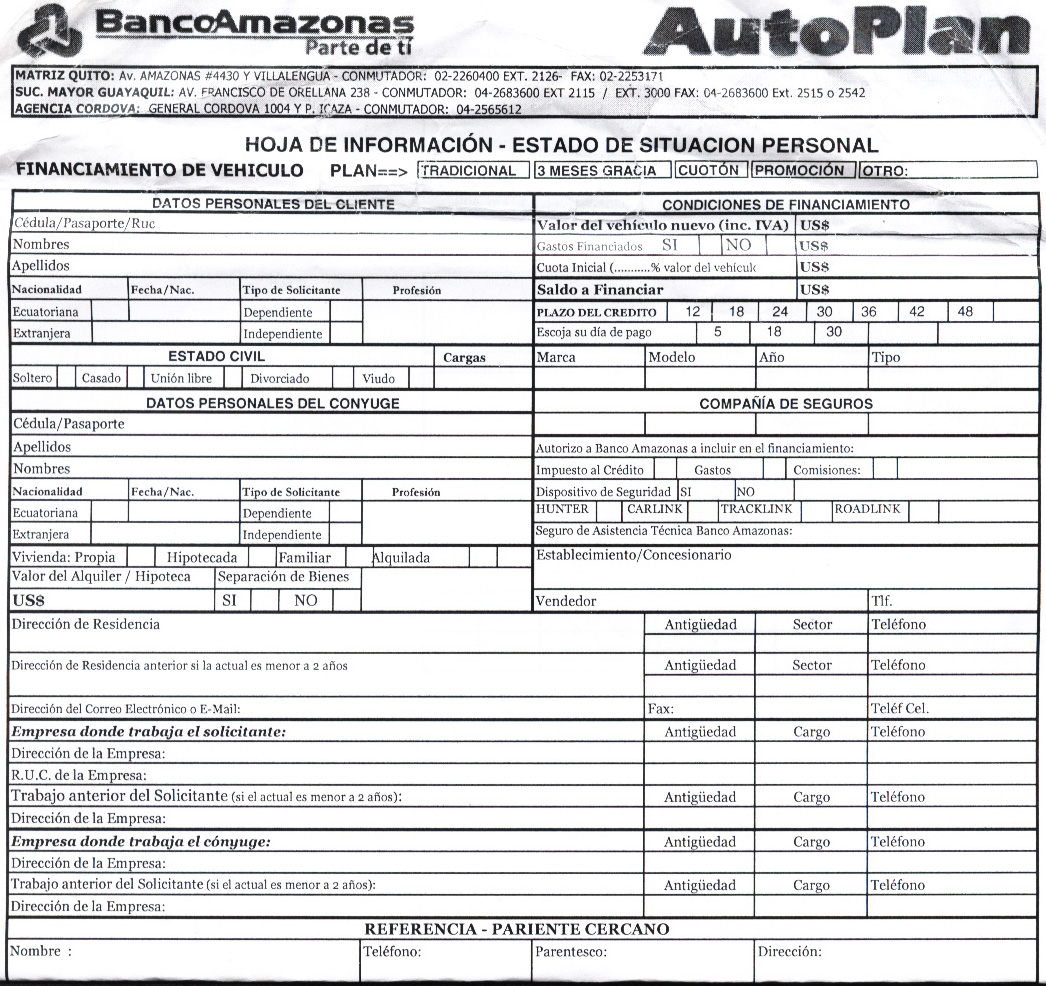 BancoAmazonas
Parte de tí
AutoPlan
MATRIZ QUITO: Av. AMAZONAS #4430 Y VILLALENGUA - CONMUTADOR: 02-2260400 EXT. 2126- FAX: 02-2253171
SUC. MAYOR GUAYAQUIL: AV. FRANCISCO DE ORELLANA 238 - CONMUTADOR: 04-2683600 EXT 2115 / EXT. 3000 FAX: 04-2683600 Ext. 2515 o 2542
AGENCIA CORDOVA: GENERAL CORDOVA 1004 Y P. ICAZA - CONMUTADOR: 04-2565612
HOJA DE INFORMACIÓN - ESTADO DE SITUACION PERSONAL
FINANCIAMIENTO DE VEHICULO PLAN==> TRADICIONAL 3 MESES GRACIA CUOTÓN PROMOCIÓN OTRO:
DATOS PERSONALES DEL CLIENTE
Cédula/Pasaporte/Ruc
Nombres
Apellidos
Nacionalidad Fecha/Nac. Tipo de Solicitante Profesión
Ecuatoriana Dependiente
Extranjera Independiente
ESTADO CIVIL Cargas
Soltero Casado Unión libre Divorciado Viudo
DATOS PERSONALES DEL CONYUGE
Cédula/Pasaporte
Apellidos
Nombres
Nacionalidad Fecha/Nac. Tipo de Solicitante Profesión
Ecuatoriana Dependiente
Extranjera Independiente
Vivienda: Propia Hipotecada Familiar Alquilada
Valor del Alquiler / Hipoteca Separación de Bienes
US$ SI NO
CONDICIONES DE FINANCIAMIENTO
Valor del vehículo nuevo (inc. IVA) US$
Gastos Financiados SI NO US$
Cuota Inicial (..........% valor del vehícuk US$
Saldo a Financiar US$
PLAZO DEL CREDITO 12 18 24 30 36 42 48
Escoja su día de pago 5 18 30
Marca Modelo Año Tipo
COMPAÑÍA DE SEGUROS
Autorizo a Banco Amazonas a incluir en el financiamiento:
Impuesto al Crédito Gastos Comisiones:
Dispositivo de Seguridad SI NO
HUNTER CARLINK TRACKLINK ROADLINK
Seguro de Asistencia Técnica Banco Amazonas:
Establecimiento/Concesionario
Vendedor Tlf.
Dirección de Residencia Antigüedad Sector Teléfono
Dirección de Residencia anterior si la actual es menor a 2 años Antigüedad Sector Teléfono
Dirección del Correo Electrónico o E-Mail: Fax: Teléf Cel.
Empresa donde trabaja el solicitante: Antigüedad Cargo Teléfono
Dirección de la Empresa:
R.U.C. de la Empresa:
Trabajo anterior del Solicitante (si el actual es menor a 2 años): Antigüedad Cargo Teléfono
Dirección de la Empresa:
Empresa donde trabaja el cónyuge: Antigüedad Cargo Teléfono
Dirección de la Empresa:
Trabajo anterior del Solicitante (si el actual es menor a 2 años): Antigüedad Cargo Teléfono
Dirección de la Empresa:
REFERENCIA - PARIENTE CERCANO
Nombre : Teléfono: Parentesco: Dirección: